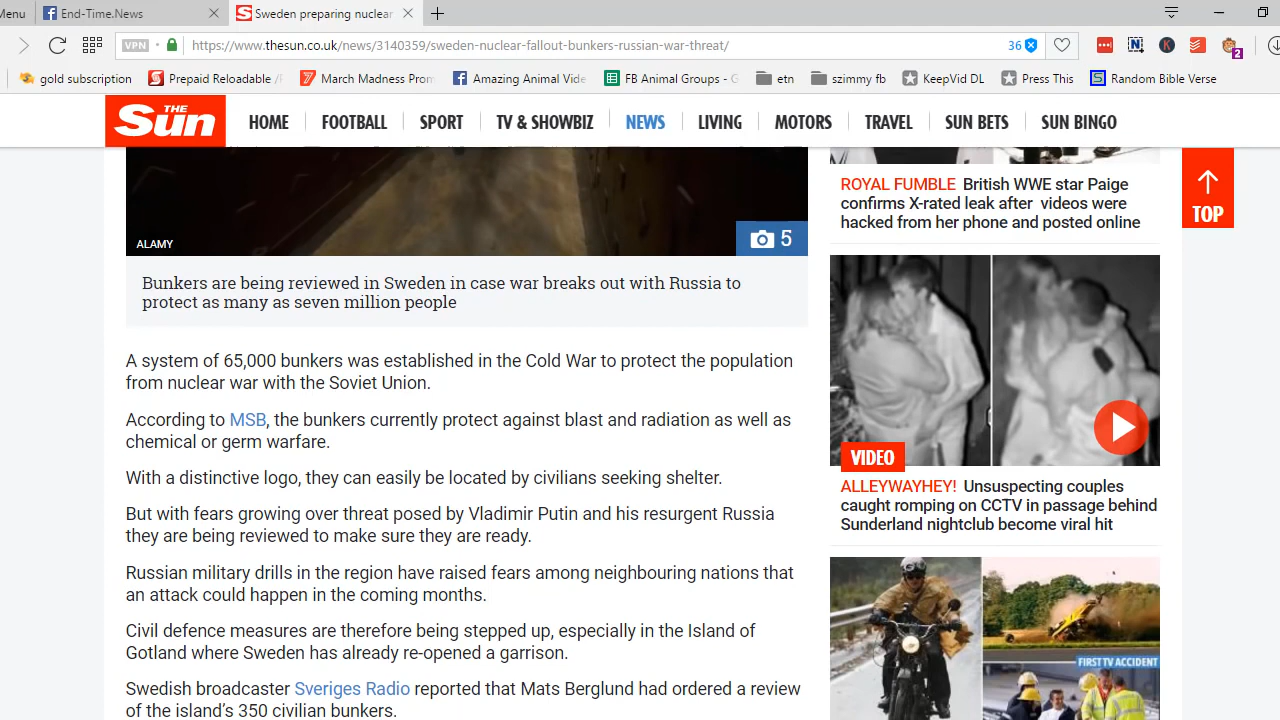 Menu
End-Time.News
Sweden preparing nuclear
VPN
https://www.thesun.co.uk/news/3140359/sweden-nuclear-fallout-bunkers-russian-war-threat/
36
2
gold subscription
Prepaid Reloadable /
March Madness Prom
Amazing Animal Vide
FB Animal Groups - G
etn
szimmy fb
KeepVid DL
Press This
Random Bible Verse
THE
Sun
HOME
FOOTBALL
SPORT
TV & SHOWBIZ
NEWS
LIVING
MOTORS
TRAVEL
SUN BETS
SUN BINGO
ALAMY
5
Bunkers are being reviewed in Sweden in case war breaks out with Russia to
protect as many as seven million people
A system of 65,000 bunkers was established in the Cold War to protect the population
from nuclear war with the Soviet Union.
According to MSB, the bunkers currently protect against blast and radiation as well as
chemical or germ warfare.
With a distinctive logo, they can easily be located by civilians seeking shelter.
But with fears growing over threat posed by Vladimir Putin and his resurgent Russia
they are being reviewed to make sure they are ready.
Russian military drills in the region have raised fears among neighbouring nations that
an attack could happen in the coming months.
Civil defence measures are therefore being stepped up, especially in the Island of
Gotland where Sweden has already re-opened a garrison.
Swedish broadcaster Sveriges Radio reported that Mats Berglund had ordered a review
of the island's 350 civilian bunkers.
ROYAL FUMBLE British WWE star Paige
confirms X-rated leak after videos were
hacked from her phone and posted online
VIDEO
ALLEYWAYHEY! Unsuspecting couples
caught romping on CCTV in passage behind
Sunderland nightclub become viral hit
FIRST TV ACCIDENT
TOP